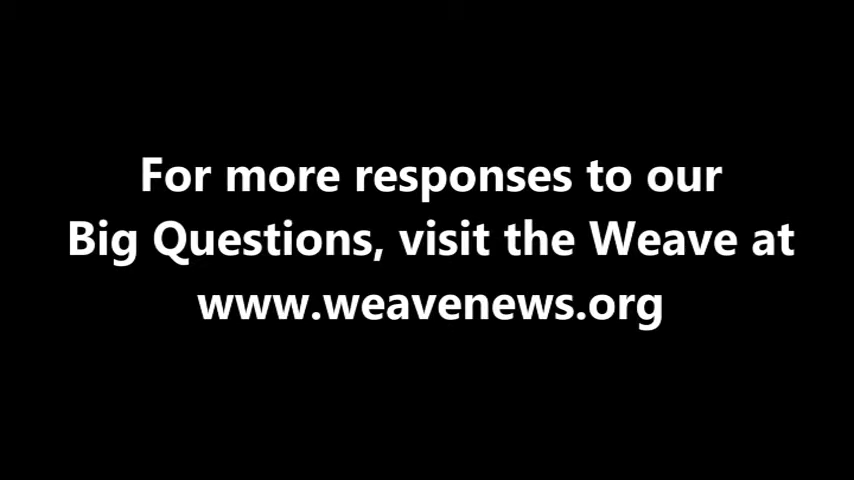 For more responses to our
Big Questions, visit the Weave at
www.weavenews.org